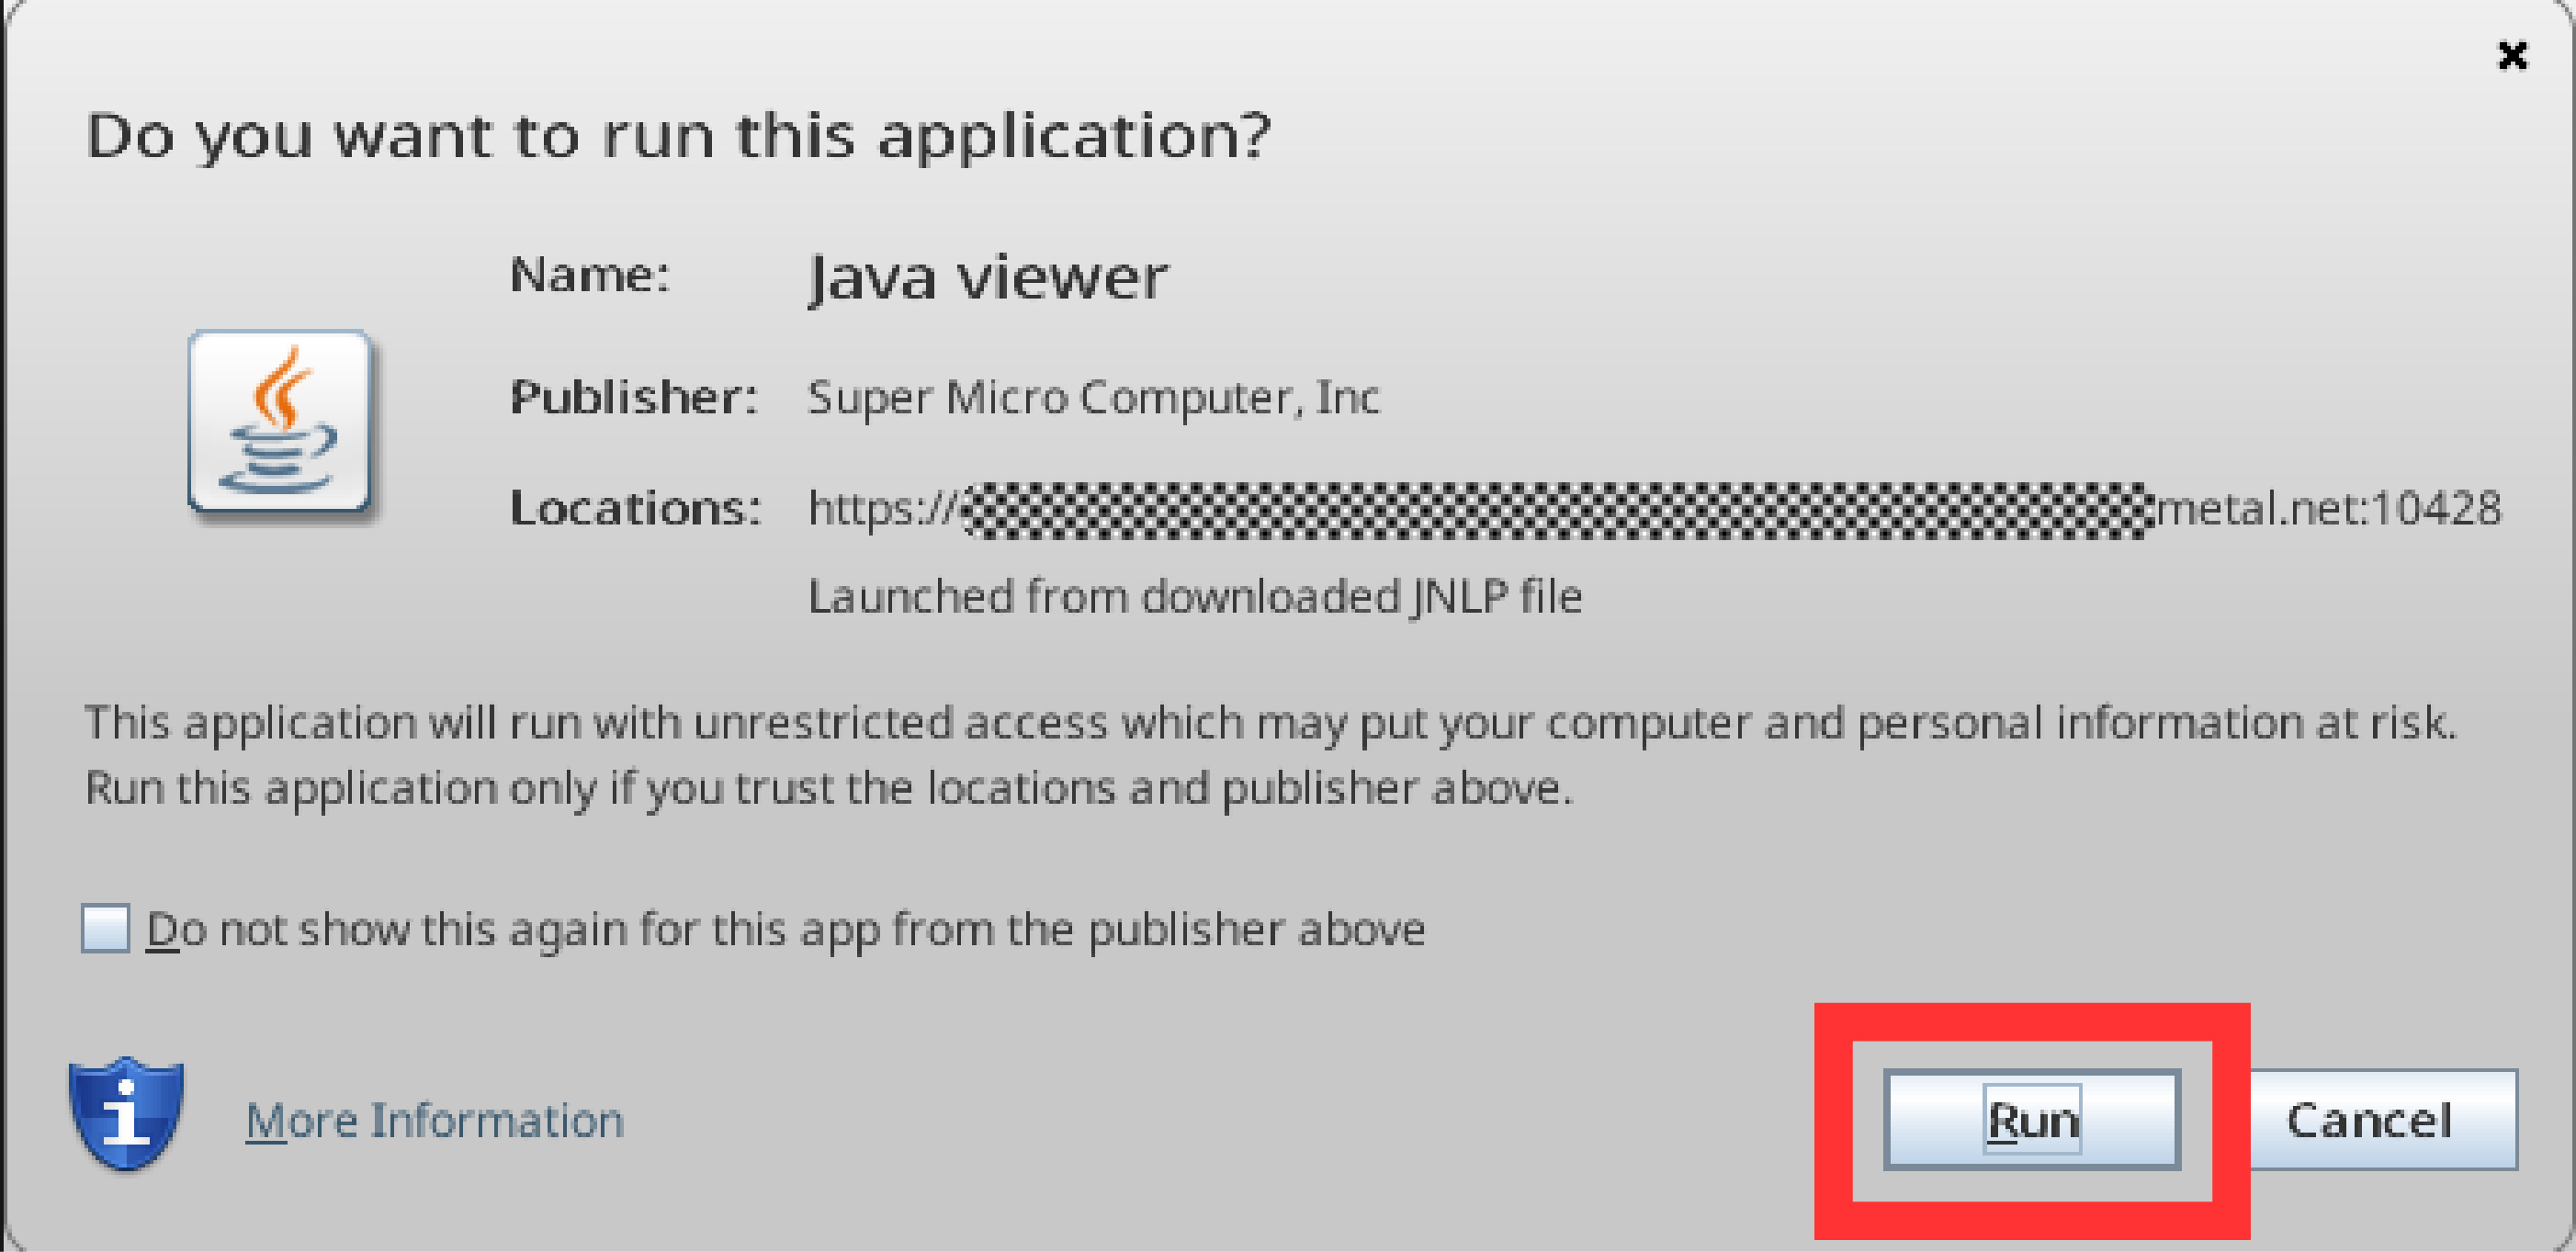 Do you want to run this application?
Name: Java viewer
Publisher: Super Micro Computer, Inc
Locations: https:// metal.net:10428
Launched from downloaded JNLP file
This application will run with unrestricted access which may put your computer and personal information at risk.
Run this application only if you trust the locations and publisher above.
Do not show this again for this app from the publisher above
More Information
Run Cancel